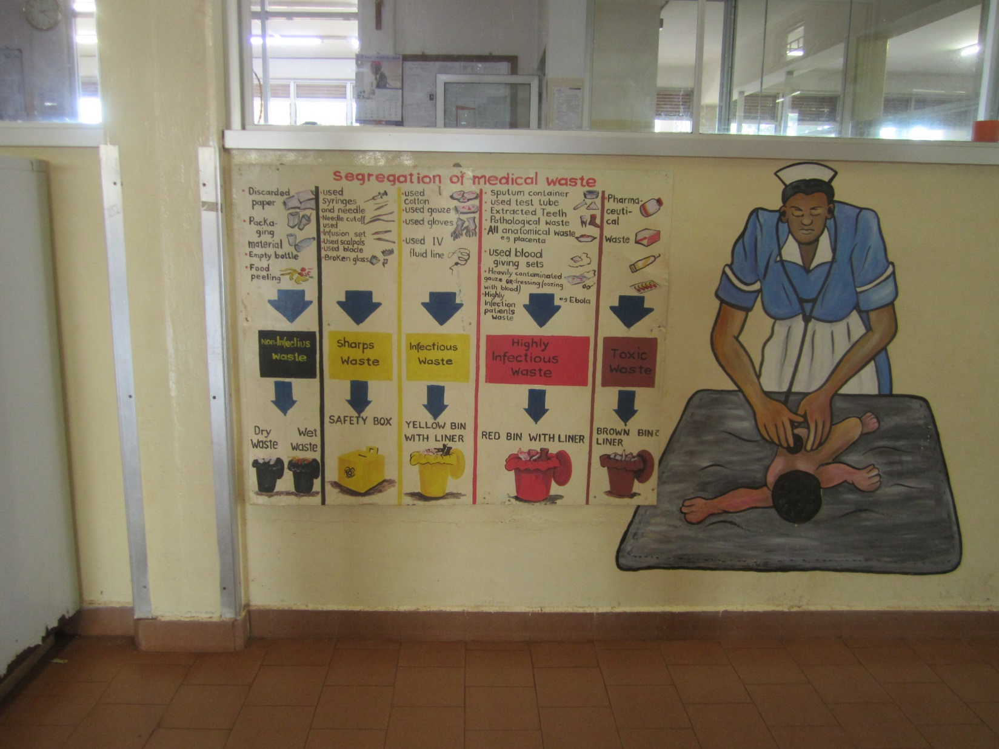 Segregation of medical waste
• Discarded
paper
• Packa-
ging
material
• Empty bottle
• Food
peeling
Non-Infectius
Waste
Dry
Waste
Wet
Waste
• used
syringes
and needle
• Needle cutoff
used
• Infusion set
• Used scalpals
• used blade
• Broken glass
Sharps
Waste
SAFETY BOX
• used
cotton
• used gauze
• used gloves
• used IV
fluid line
Infectious
Waste
YELLOW BIN
WITH LINER
• Sputum container
• used test tube
• Extracted Teeth
• Pathological waste
• All anatomical waste
e.g placenta
• used blood
giving sets
• Heavily contaminated
gauze OR dressing (oozing
with blood)
• Highly
Infection
patients
waste
eg Ebola
Highly
Infectious
Waste
RED BIN WITH LINER
• Pharma-
ceuti-
cal
Waste
Toxic
Waste
BROWN BIN c̄
LINER